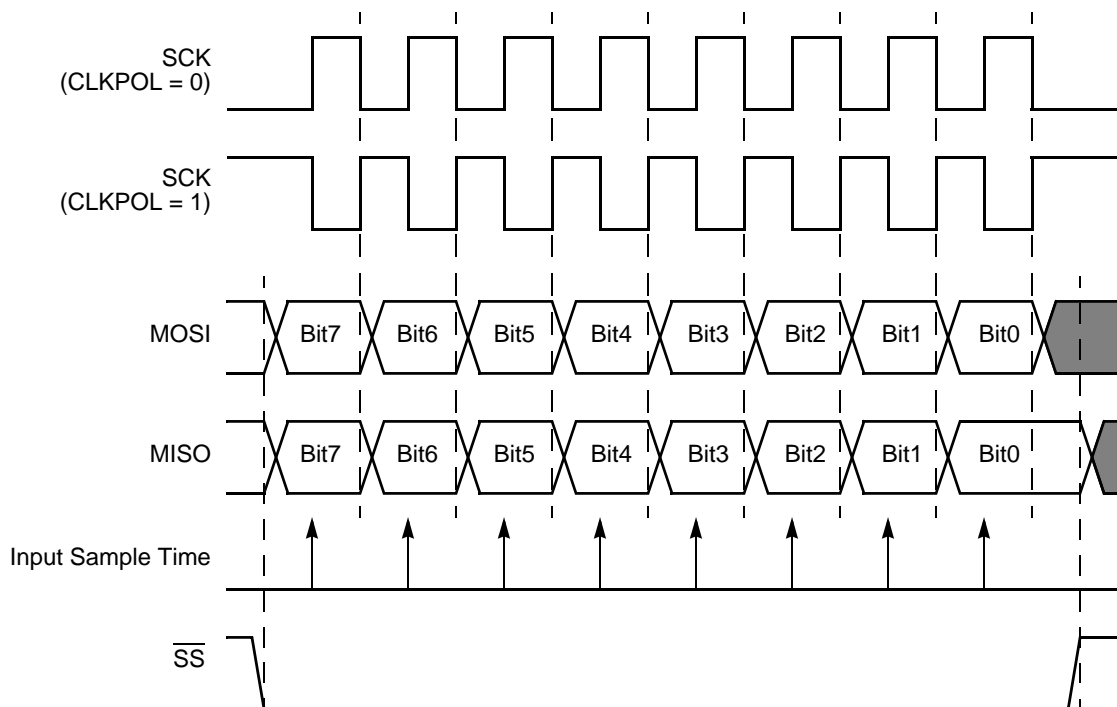 SCK
(CLKPOL = 0)
SCK
(CLKPOL = 1)
MOSI
Bit7 Bit6 Bit5 Bit4 Bit3 Bit2 Bit1 Bit0
MISO
Bit7 Bit6 Bit5 Bit4 Bit3 Bit2 Bit1 Bit0
Input Sample Time
SS